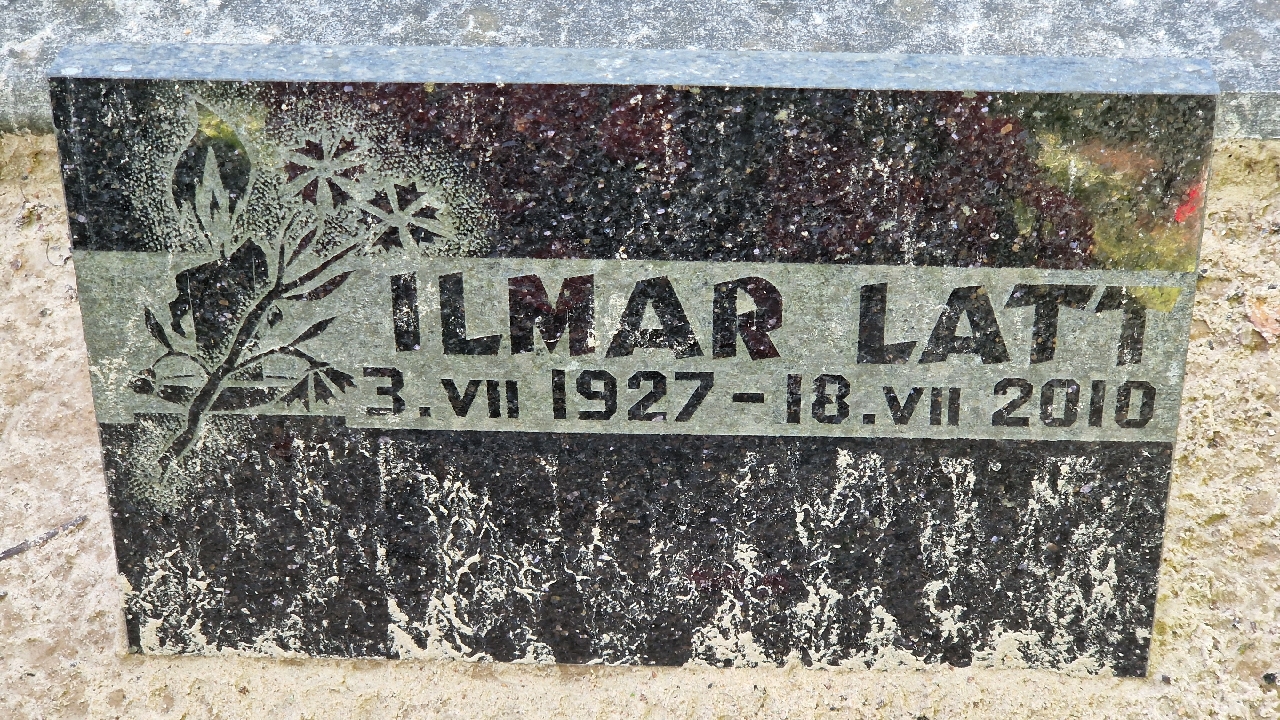 ILMAR LATT
3. VII 1927 - 18. VII 2010